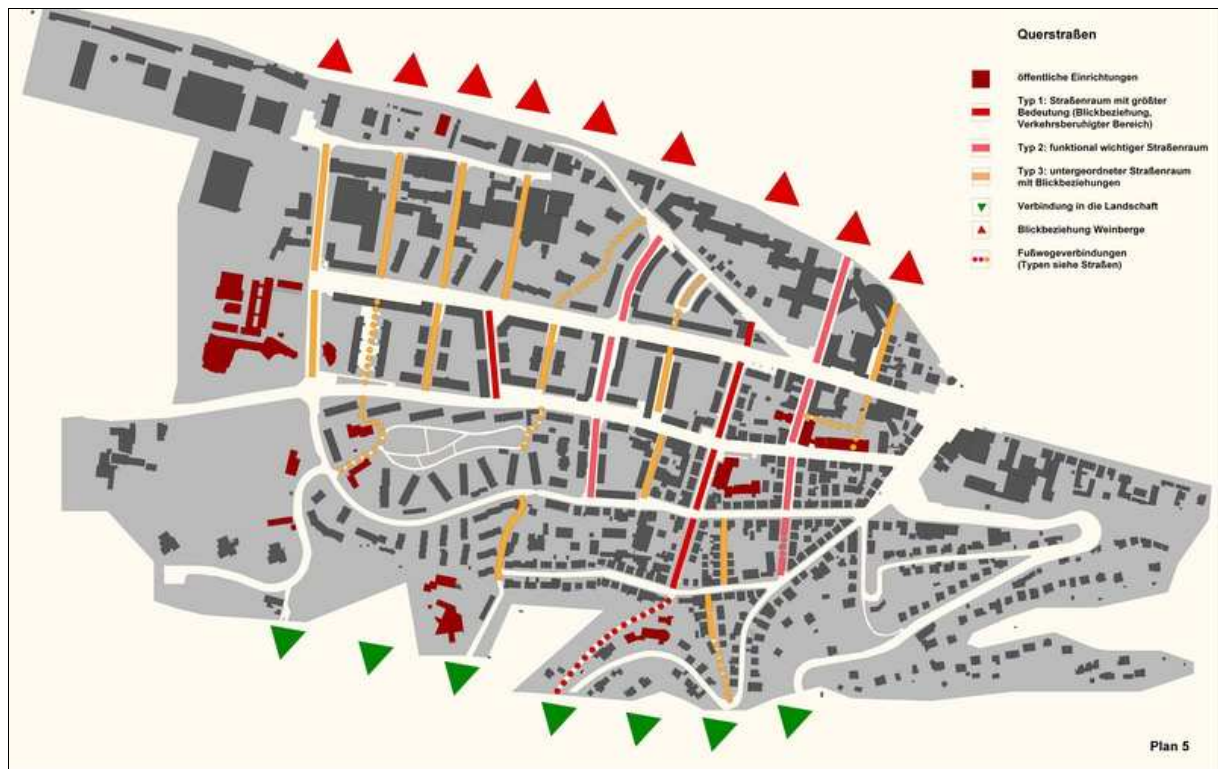 Querstraßen
öffentliche Einrichtungen
Typ 1: Straßenraum mit größter
Bedeutung (Blickbeziehung,
Verkehrsberuhigter Bereich)
Typ 2: funktional wichtiger Straßenraum
Typ 3: untergeordneter Straßenraum
mit Blickbeziehungen
Verbindung in die Landschaft
Blickbeziehung Weinberge
Fußwegeverbindungen
(Typen siehe Straßen)
Plan 5